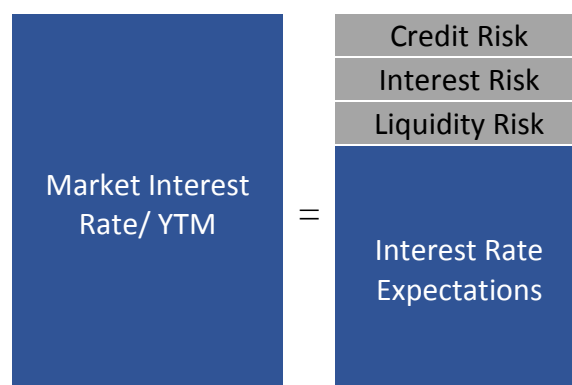 Market Interest
Rate/ YTM
=
Credit Risk
Interest Risk
Liquidity Risk
Interest Rate
Expectations